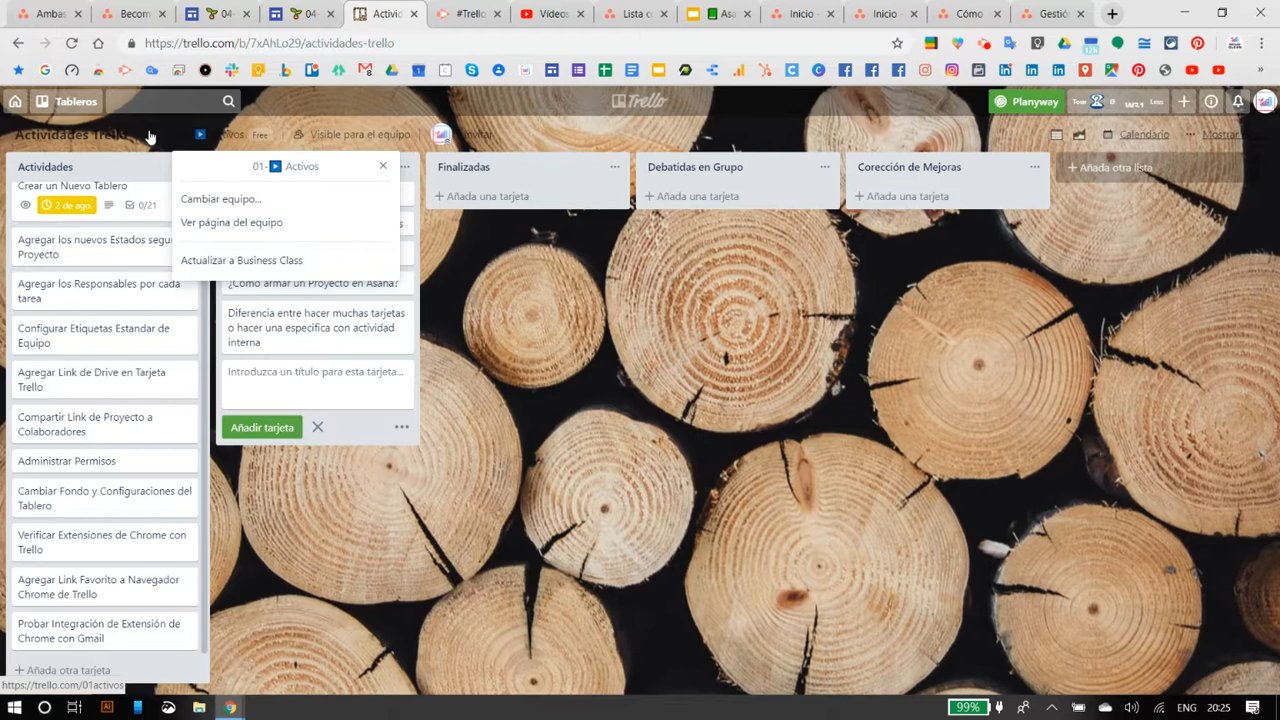 Ambas
Becom
04-
04-
Activid
#Trello
Vídeos
Lista co
Asa
Inicio -
Inicio -
Cómo
Gestión
https://trello.com/b/7xAhLo29/actividades-trello
Tableros
Trello
Planyway
Actividades Trello
Free
Visible para el equipo
Invitar
Calendario
Mostrar
01- Activos
Cambiar equipo...
Ver página del equipo
Actualizar a Business Class
Actividades
Crear un Nuevo Tablero
2 de ago.
0/21
Agregar los nuevos Estados segu
Proyecto
Agregar los Responsables por cada
tarea
Configurar Etiquetas Estandar de
Equipo
Agregar Link de Drive en Tarjeta
Trello
Compartir Link de Proyecto a
Colaboradores
Administrar Permisos
Cambiar Fondo y Configuraciones del
Tablero
Verificar Extensiones de Chrome con
Trello
Agregar Link Favorito a Navegador
Chrome de Trello
Probar Integración de Extensión de
Chrome con Gmail
Añada otra tarjeta
¿Como armar un Proyecto en Asana?
Diferencia entre hacer muchas tarjetas
o hacer una especifica con actividad
interna
Introduzca un título para esta tarjeta...
Añadir tarjeta
Finalizadas
+ Añada una tarjeta
Debatidas en Grupo
+ Añada una tarjeta
Corección de Mejoras
+ Añada una tarjeta
+ Añada otra lista
https://trello.com/01activos
99%
ENG
20:25